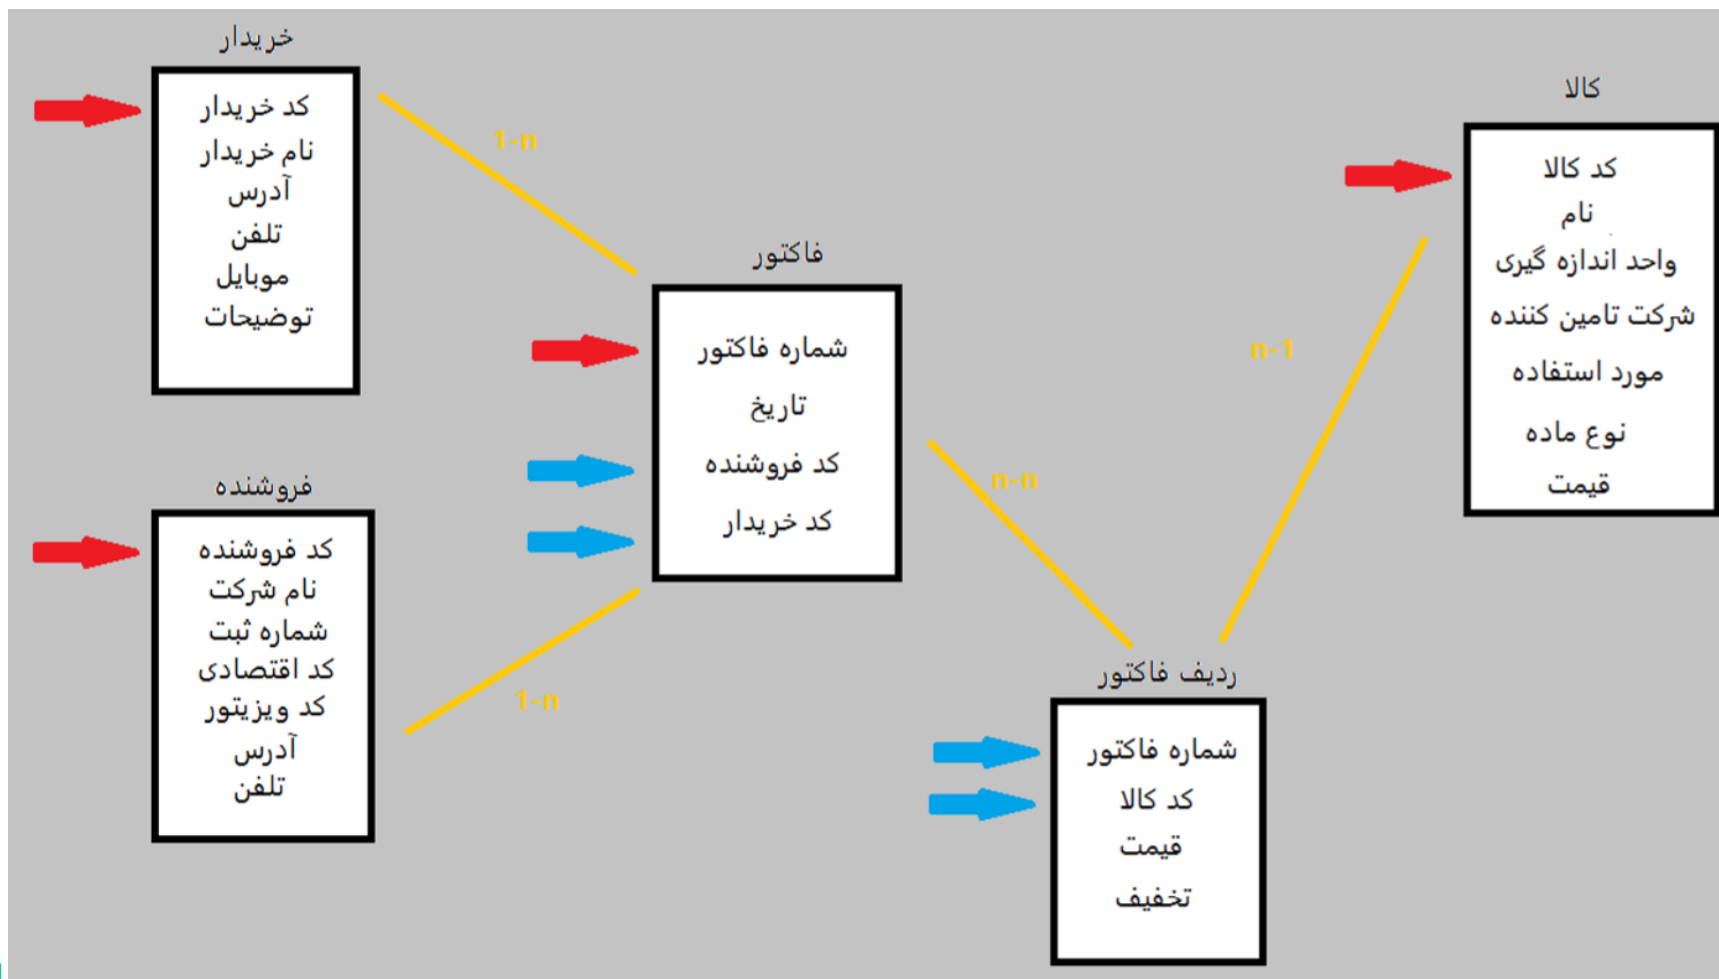 خریدار
کد خریدار
نام خریدار
آدرس
تلفن
موبایل
توضیحات
1-n
فروشنده
کد فروشنده
نام شرکت
شماره ثبت
کد اقتصادی
کد ویزیتور
آدرس
تلفن
1-n
فاکتور
شماره فاکتور
تاریخ
کد فروشنده
کد خریدار
n-n
ردیف فاکتور
شماره فاکتور
کد کالا
قیمت
تخفیف
n-1
کالا
کد کالا
نام
واحد اندازه گیری
شرکت تامین کننده
مورد استفاده
نوع ماده
قیمت